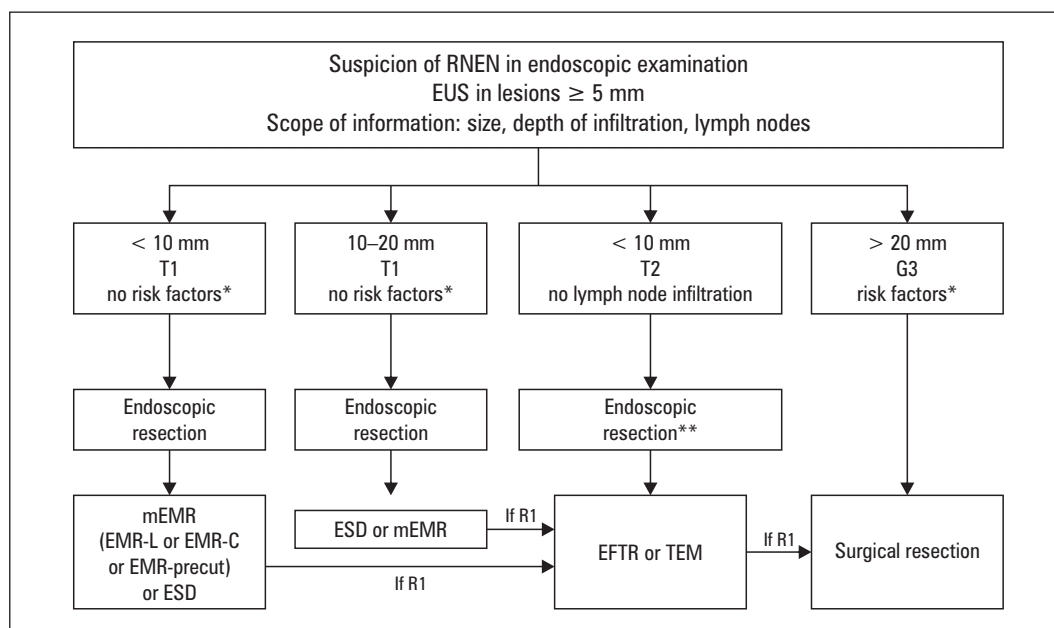 Suspicion of RNEN in endoscopic examination
EUS in lesions ≥ 5 mm
Scope of information: size, depth of infiltration, lymph nodes
< 10 mm
T1
no risk factors*
10–20 mm
T1
no risk factors*
< 10 mm
T2
no lymph node infiltration
> 20 mm
G3
risk factors*
Endoscopic
resection
Endoscopic
resection
Endoscopic
resection**
mEMR
(EMR-L or EMR-C
or EMR-precut)
or ESD
If R1
ESD or mEMR
If R1
EFTR or TEM
If R1
Surgical resection